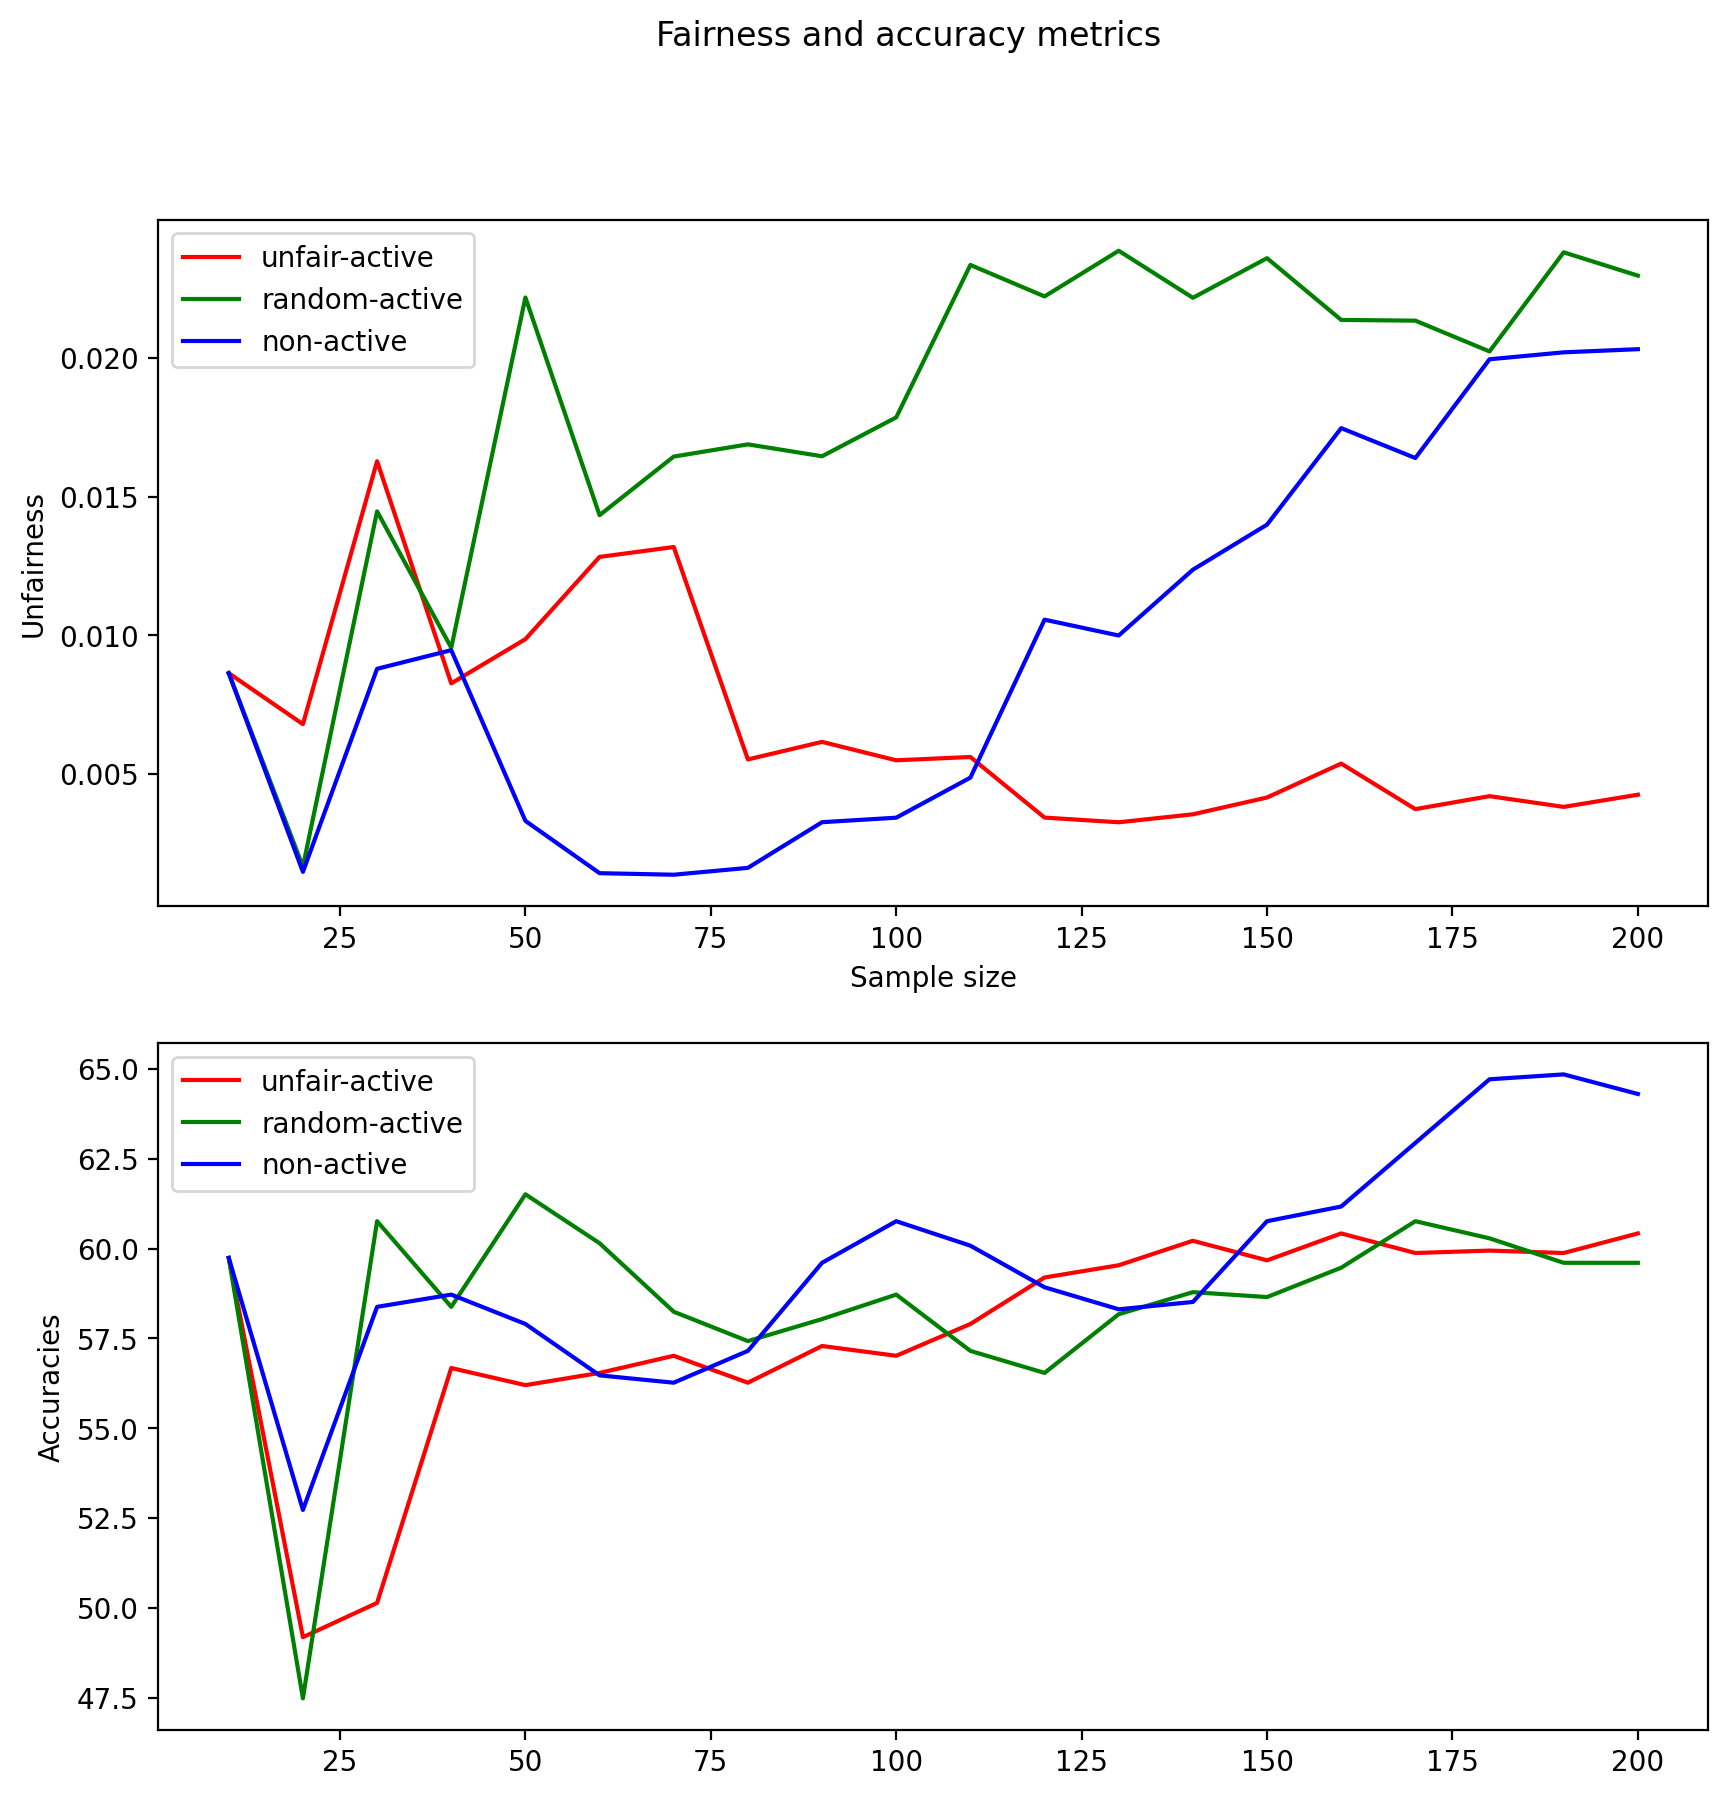 Fairness and accuracy metrics
unfair-active
random-active
non-active
0.020
0.015
0.010
0.005
Unfairness
25 50 75 100 125 150 175 200
Sample size
unfair-active
random-active
non-active
65.0
62.5
60.0
57.5
55.0
52.5
50.0
47.5
Accuracies
25 50 75 100 125 150 175 200